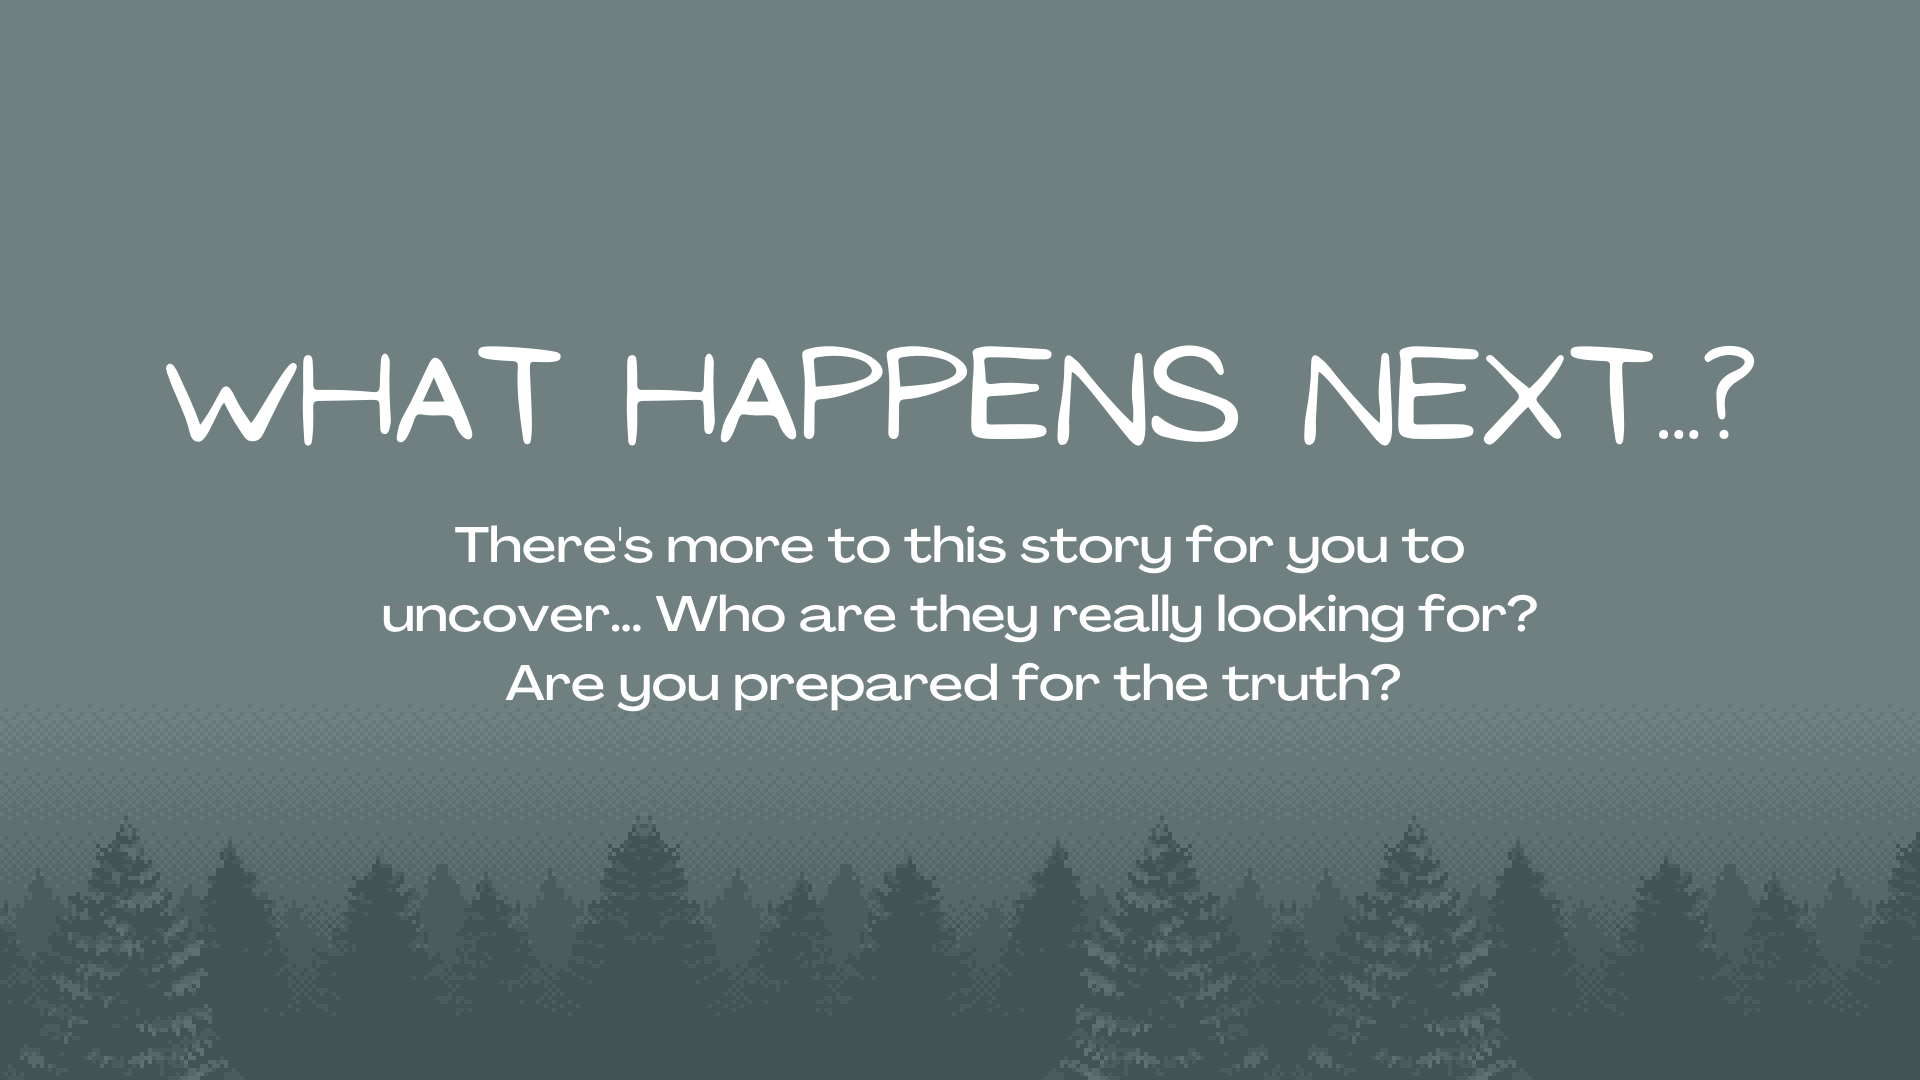 WHAT HAPPENS NEXT...?
There's more to this story for you to
uncover... Who are they really looking for?
Are you prepared for the truth?